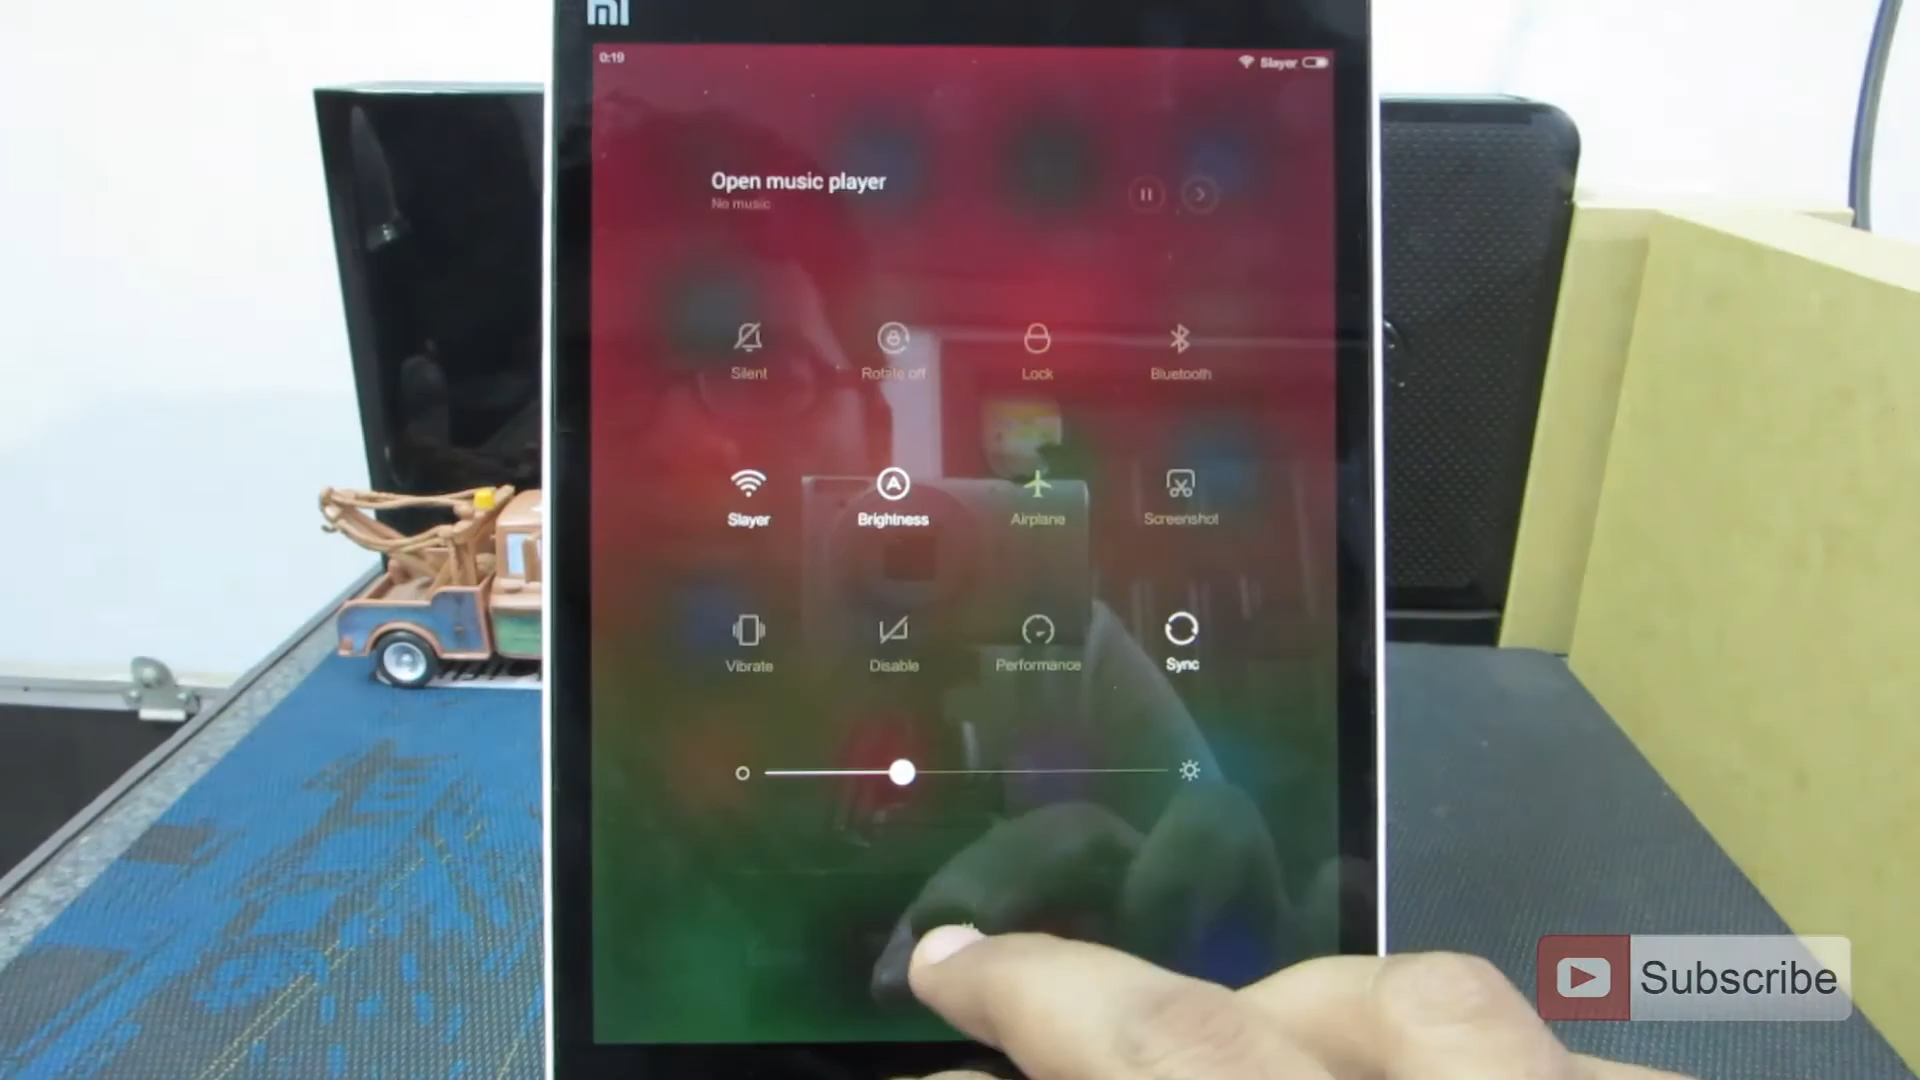 mi
0:19
Slayer
Open music player
No music
Silent
Rotate off
Lock
Bluetooth
Slayer
Brightness
Airplane
Screenshot
Vibrate
Disable
Performance
Sync
Subscribe